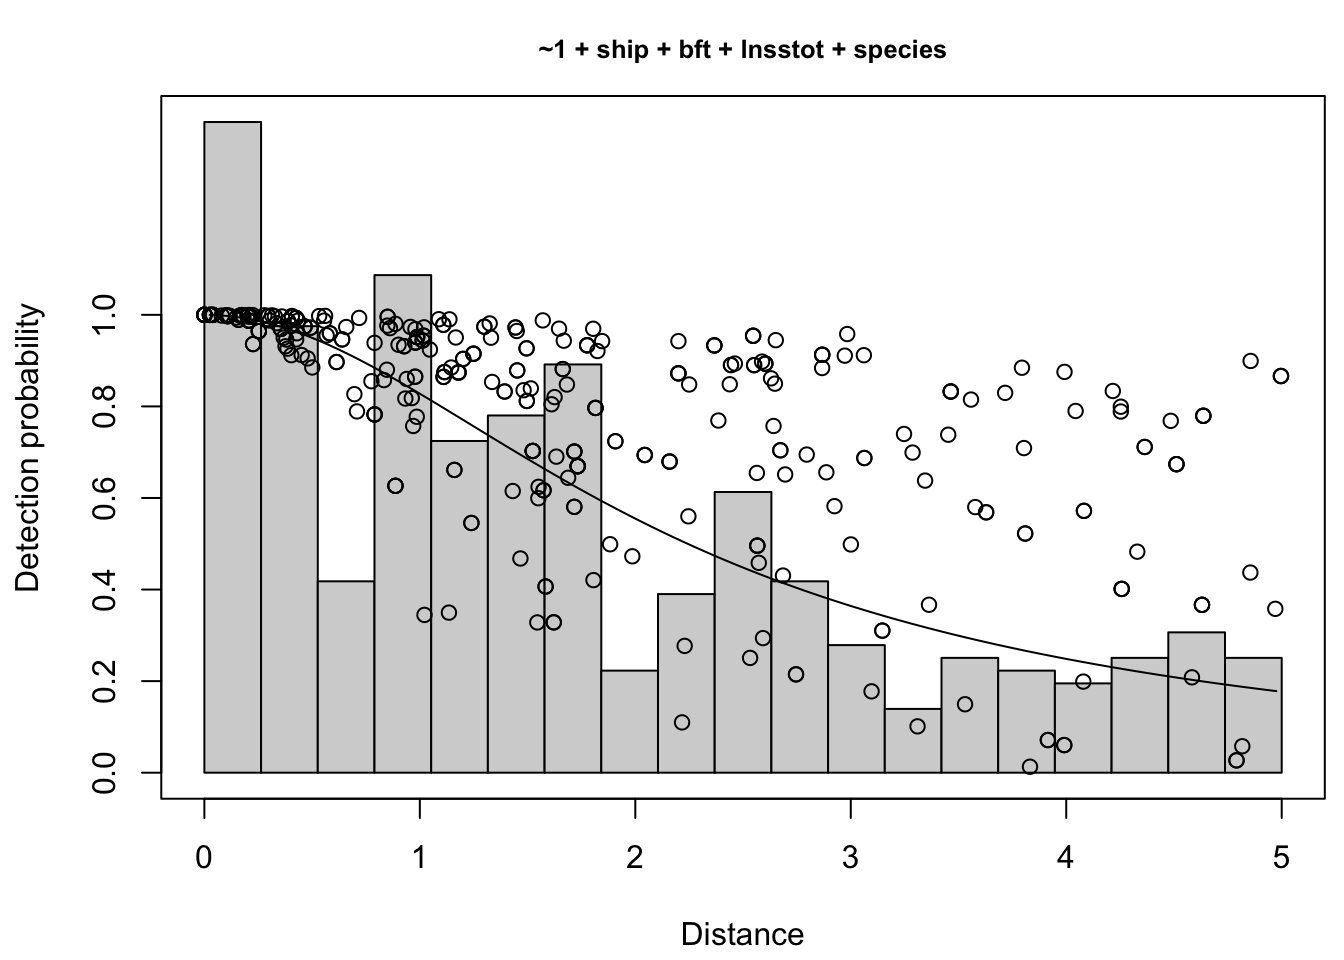 ~1 + ship + bft + lnsstot + species
Detection probability
1.0
0.8
0.6
0.4
0.2
0.0
0 1 2 3 4 5
Distance